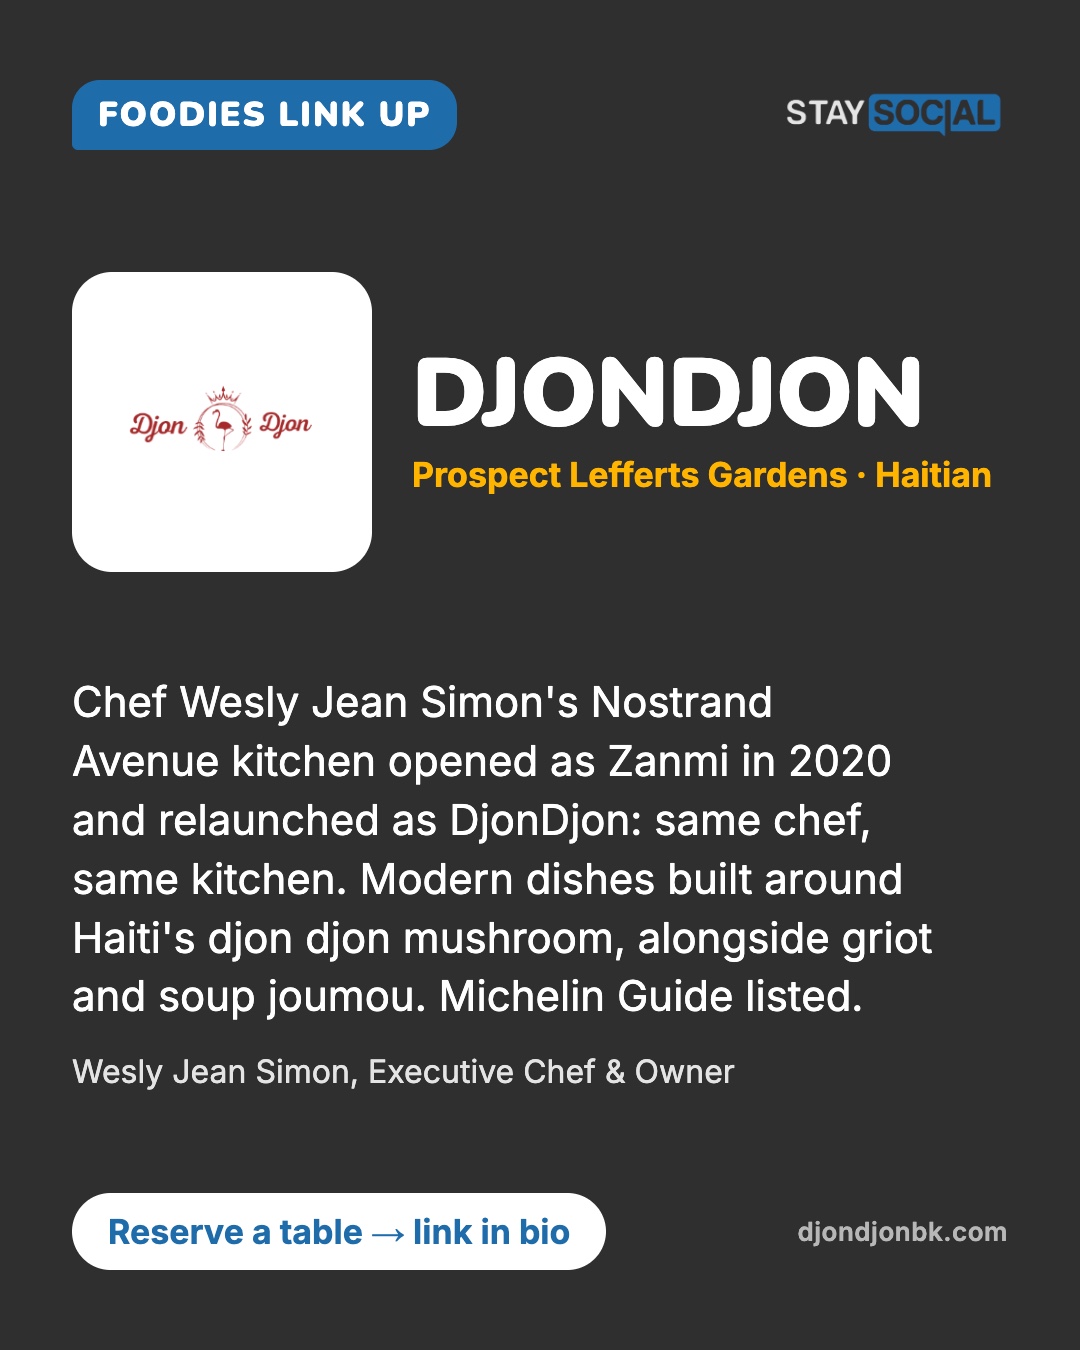 FOODIES LINK UP
STAY SOCIAL
Djon Djon
DJONDJON
Prospect Lefferts Gardens · Haitian
Chef Wesly Jean Simon's Nostrand
Avenue kitchen opened as Zanmi in 2020
and relaunched as DjonDjon: same chef,
same kitchen. Modern dishes built around
Haiti's djon djon mushroom, alongside griot
and soup joumou. Michelin Guide listed.
Wesly Jean Simon, Executive Chef & Owner
Reserve a table → link in bio
djondjonbk.com